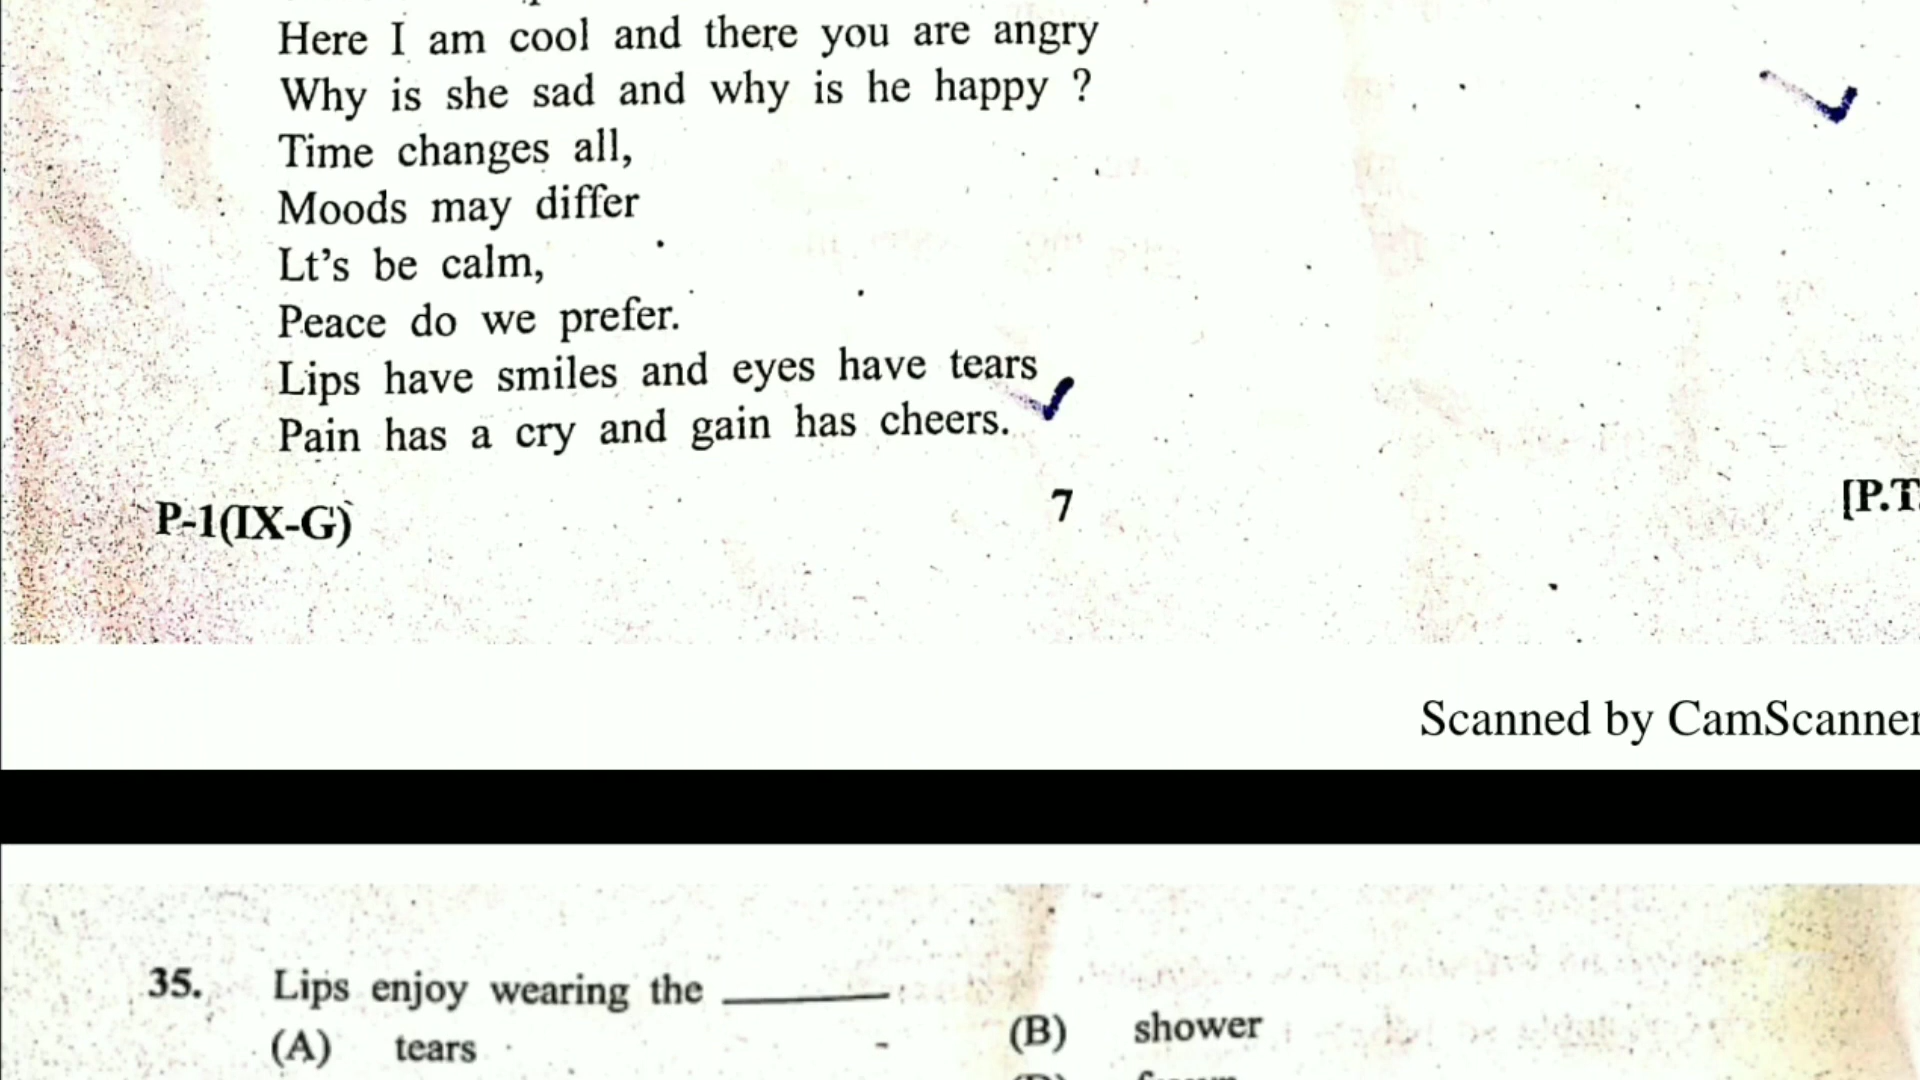 Here I am cool and there you are angry
Why is she sad and why is he happy ?
Time changes all,
Moods may differ
Lt's be calm,
Peace do we prefer.
Lips have smiles and eyes have tears
Pain has a cry and gain has cheers.
P-1(IX-G) 7 [P.T.
Scanned by CamScanner
35. Lips enjoy wearing the ________
(A) tears (B) shower